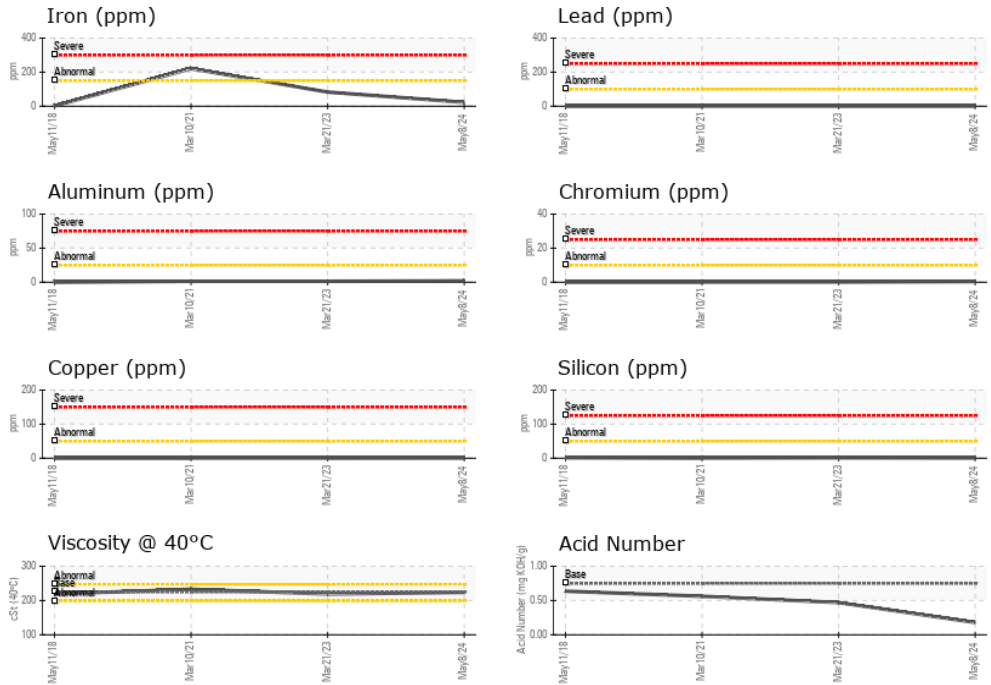 Iron (ppm)
400
200
0
ppm
Severe
Abnormal
May11/18
Mar10/21
Mar21/23
May8/24
Lead (ppm)
400
200
0
ppm
Severe
Abnormal
May11/18
Mar10/21
Mar21/23
May8/24
Aluminum (ppm)
100
50
0
ppm
Severe
Abnormal
May11/18
Mar10/21
Mar21/23
May8/24
Chromium (ppm)
40
20
0
ppm
Severe
Abnormal
May11/18
Mar10/21
Mar21/23
May8/24
Copper (ppm)
200
100
0
ppm
Severe
Abnormal
May11/18
Mar10/21
Mar21/23
May8/24
Silicon (ppm)
200
100
0
ppm
Severe
Abnormal
May11/18
Mar10/21
Mar21/23
May8/24
Viscosity @ 40°C
300
200
100
cSt (40°C)
Abnormal
Base
Abnormal
May11/18
Mar10/21
Mar21/23
May8/24
Acid Number
1.00
0.50
0.00
Acid Number (mg KOH/g)
Base
May11/18
Mar10/21
Mar21/23
May8/24